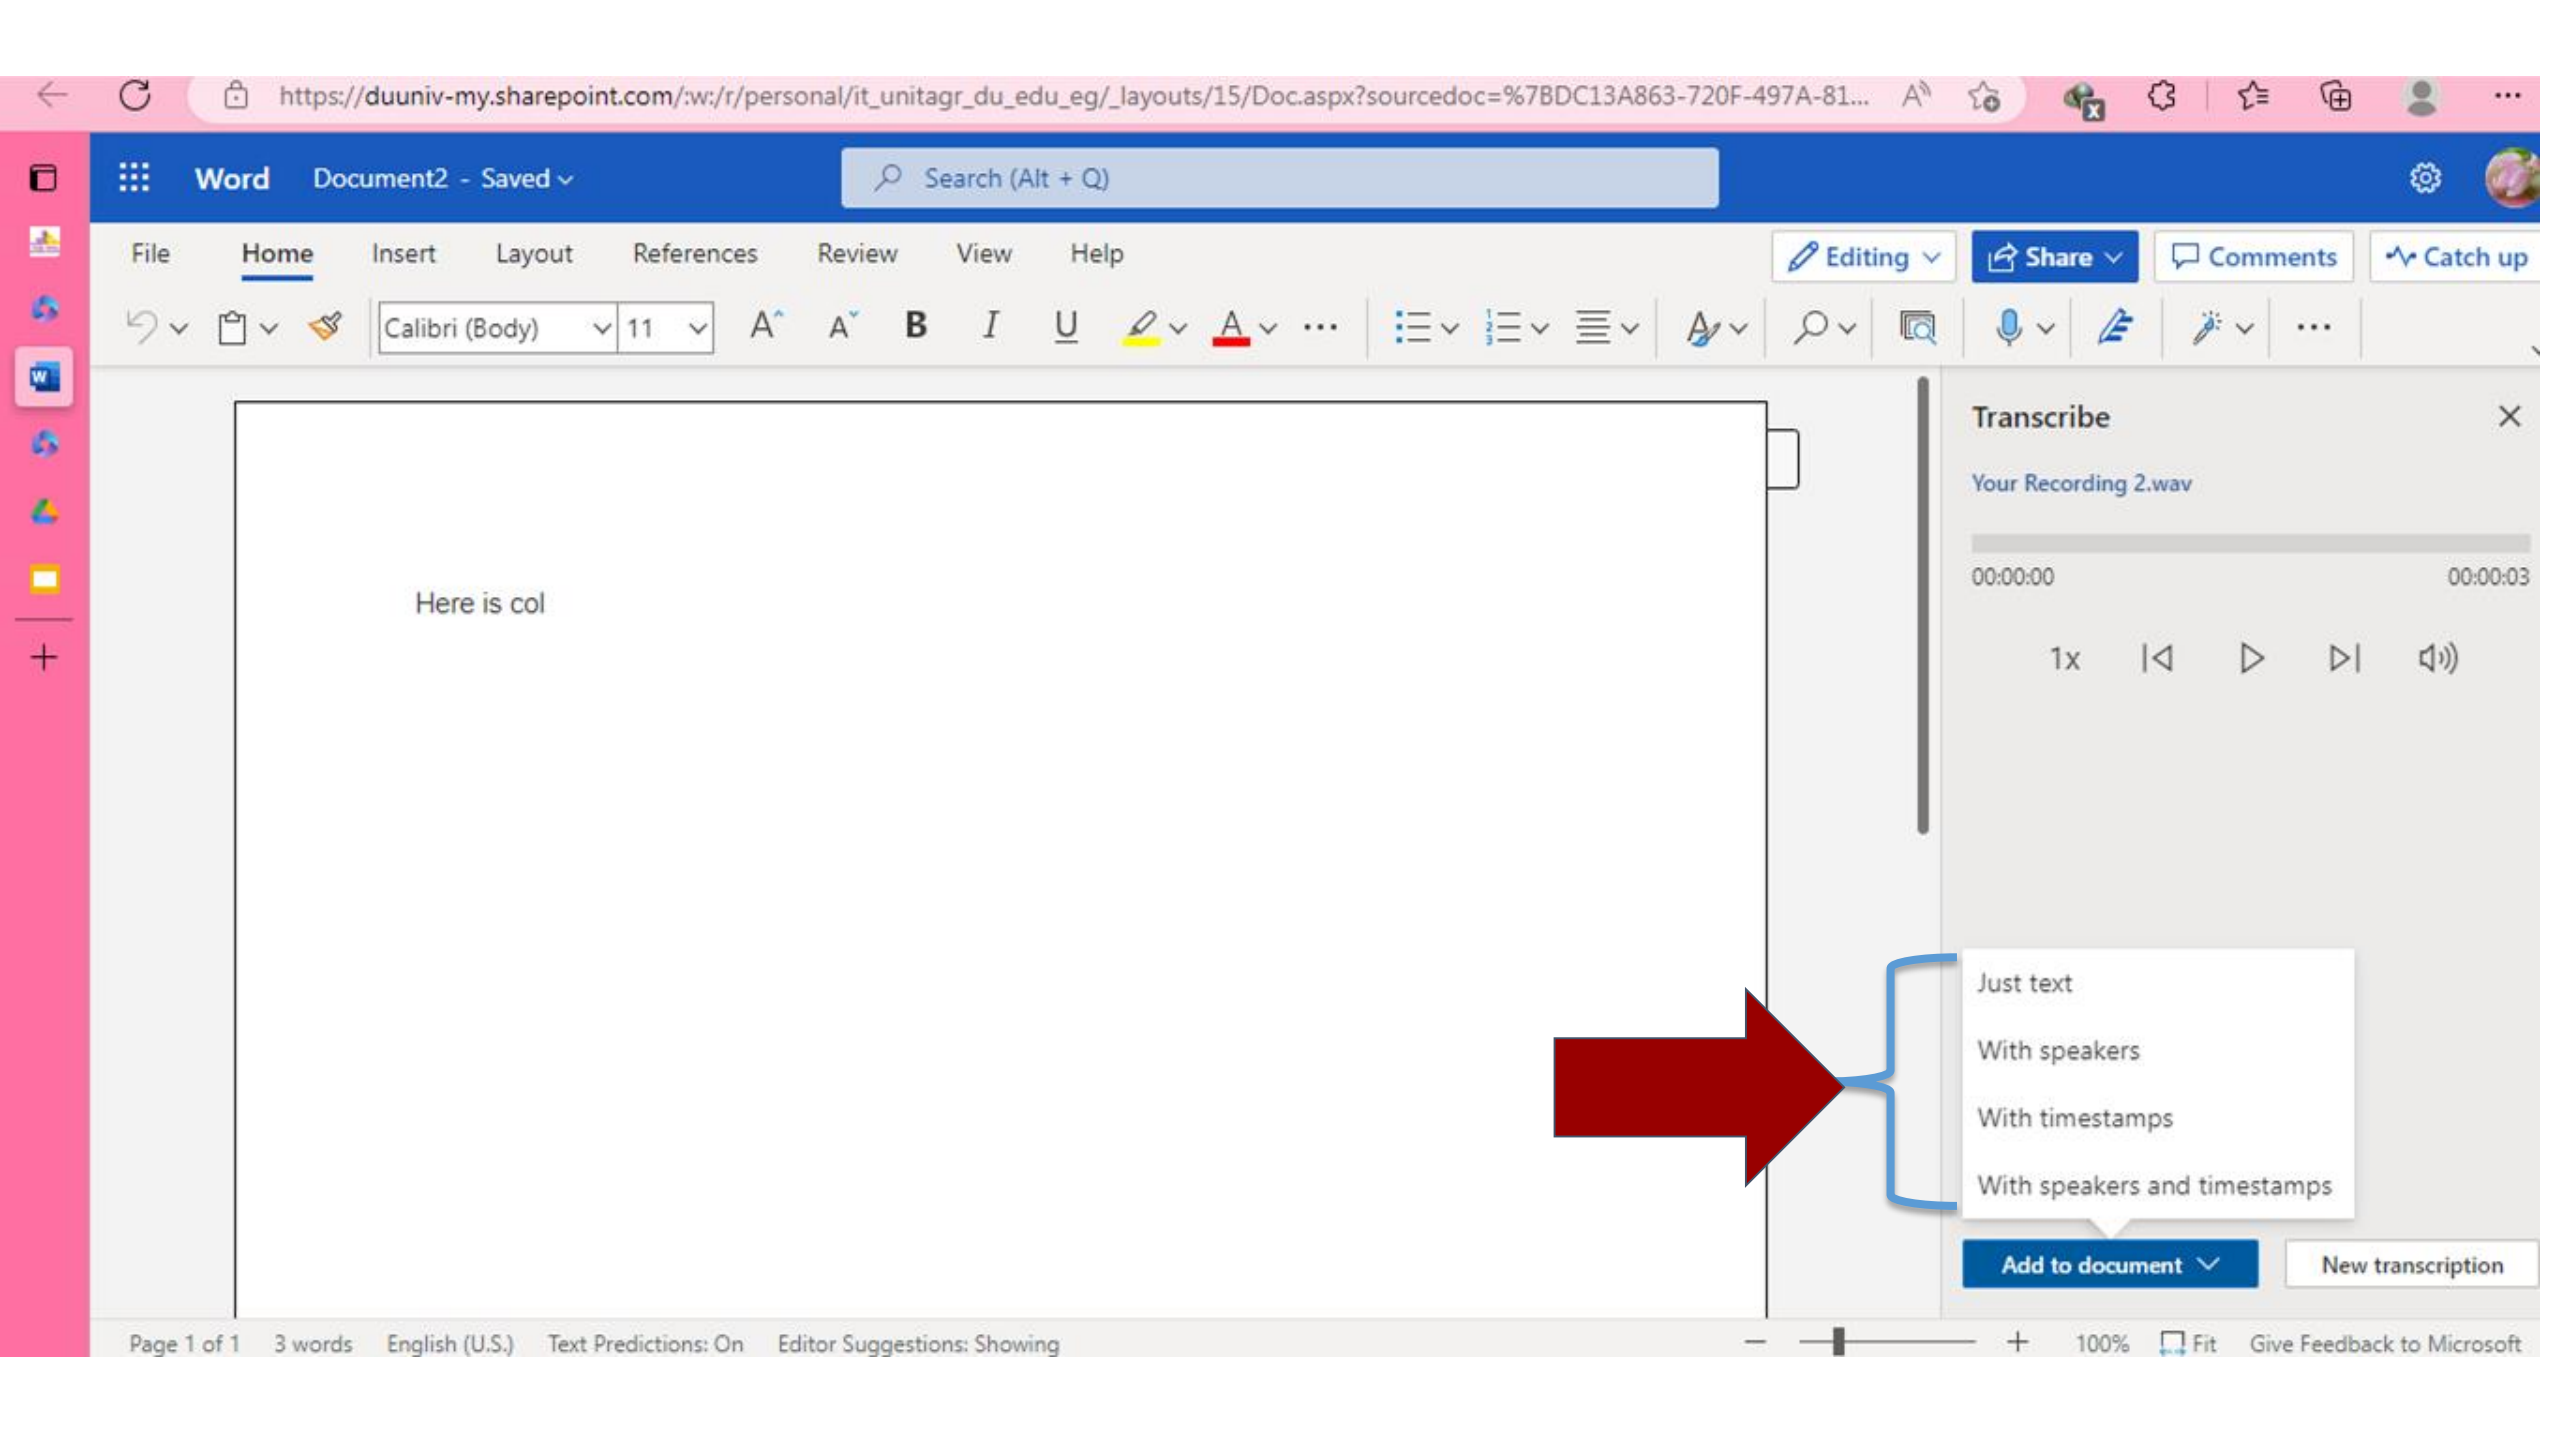 https://duuniv-my.sharepoint.com/:w:/r/personal/it_unitagr_du_edu_eg/_layouts/15/Doc.aspx?sourcedoc=%7BDC13A863-720F-497A-81...
Word Document2 - Saved Search (Alt + Q)
File Home Insert Layout References Review View Help Editing Share Comments Catch up
Calibri (Body) 11
Transcribe
Your Recording 2.wav
00:00:00 00:00:03
Here is col
1x
Just text
With speakers
With timestamps
With speakers and timestamps
Add to document New transcription
Page 1 of 1 3 words English (U.S.) Text Predictions: On Editor Suggestions: Showing 100% Fit Give Feedback to Microsoft